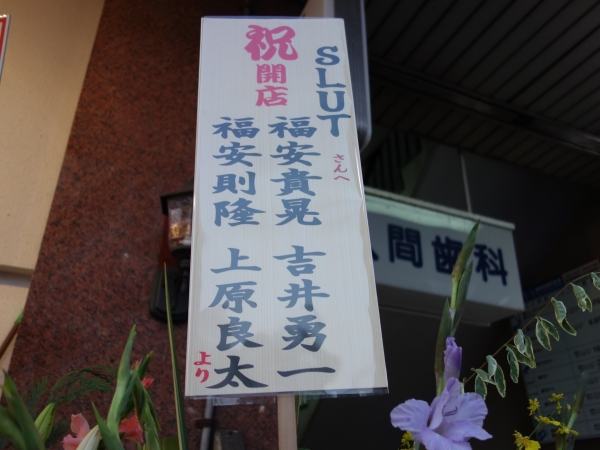 祝開店
SLUT
さんへ
福安貴晃 吉井勇一
福安則隆 上原良太
より
間歯科